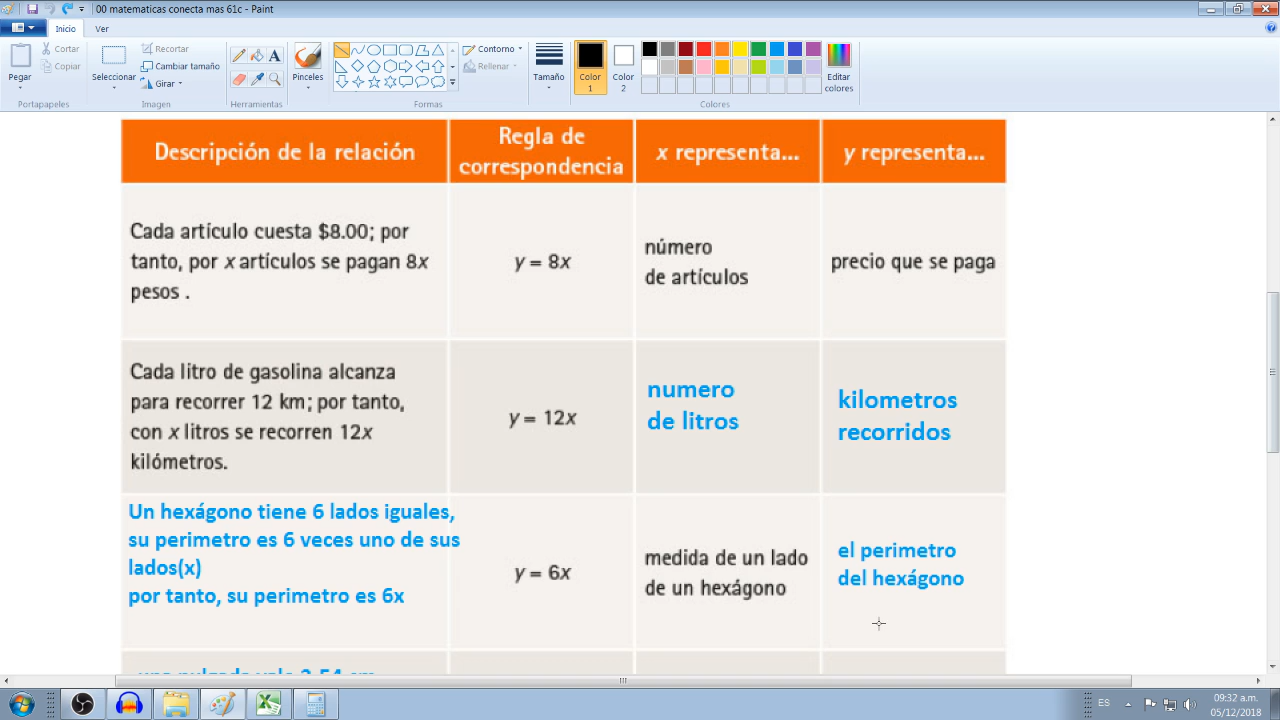 00 matematicas conecta mas 61c - Paint
Inicio
Ver
Pegar
Cortar
Copiar
Portapapeles
Seleccionar
Recortar
Cambiar tamaño
Girar
Imagen
Herramientas
Pinceles
Contorno
Rellenar
Formas
Tamaño
Color
1
Color
2
Editar
colores
Colores
Descripción de la relación
Regla de
correspondencia
x representa...
y representa...
Cada artículo cuesta $8.00; por
tanto, por x artículos se pagan 8x
pesos .
y = 8x
número
de artículos
precio que se paga
Cada litro de gasolina alcanza
para recorrer 12 km; por tanto,
con x litros se recorren 12x
kilómetros.
y = 12x
numero
de litros
kilometros
recorridos
Un hexágono tiene 6 lados iguales,
su perimetro es 6 veces uno de sus
lados(x)
por tanto, su perimetro es 6x
y = 6x
medida de un lado
de un hexágono
el perimetro
del hexágono
una pulgada vale 2.54 cm
ES
09:32 a.m.
05/12/2018